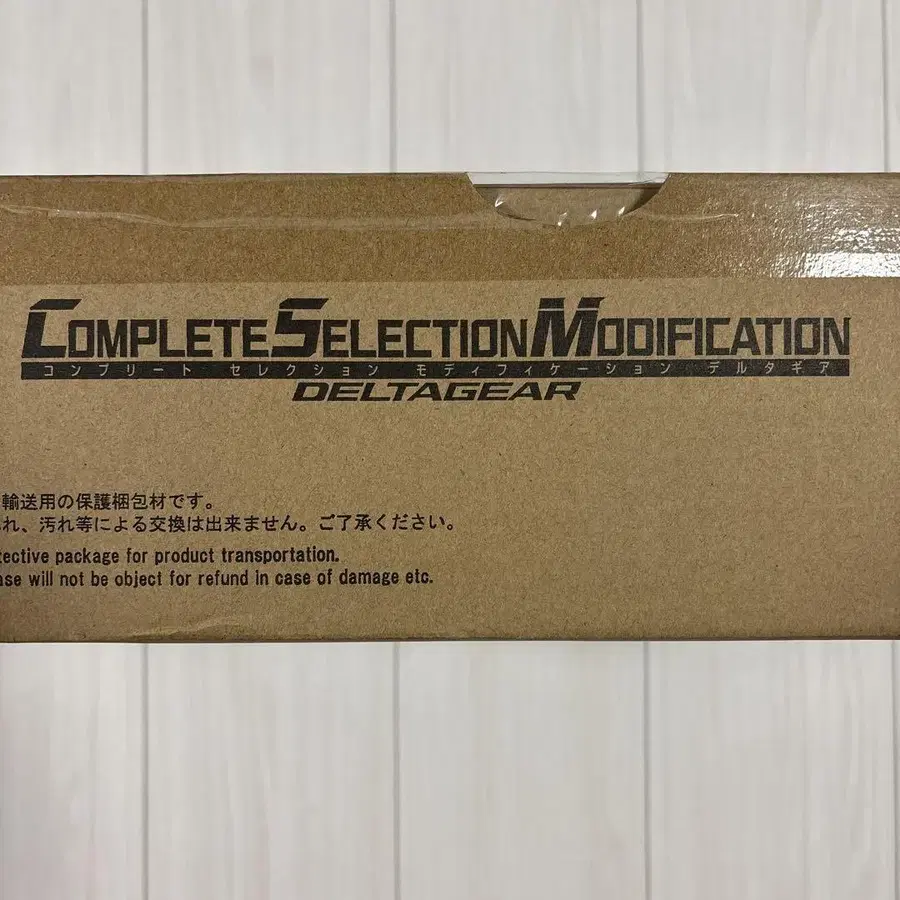 COMPLETE SELECTION MODIFICATION
コンプリート セレクション モディフィケーション デルタギア
DELTAGEAR
輸送用の保護梱包材です。
れ、汚れ等による交換は出来ません。ご了承ください。
package for product transportation.
will not be object for refund in case of damage etc.